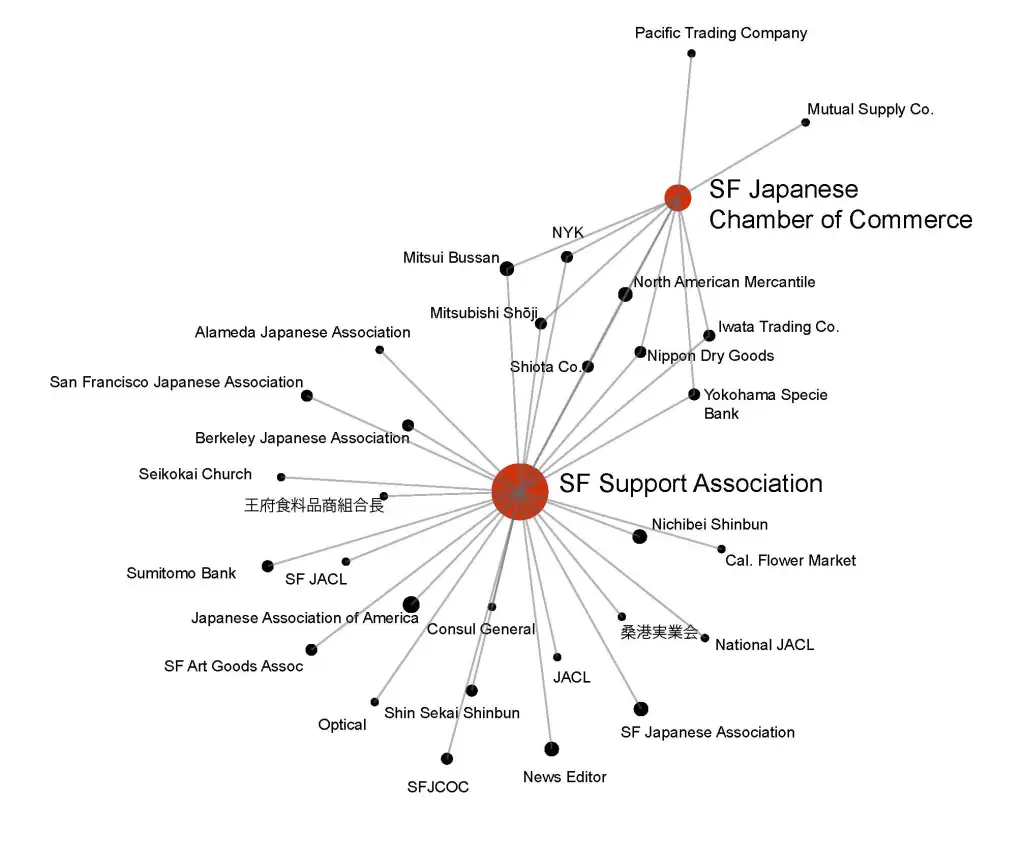 Pacific Trading Company
Mutual Supply Co.
SF Japanese
Chamber of Commerce
NYK
Mitsui Bussan
North American Mercantile
Mitsubishi Shōji
Iwata Trading Co.
Alameda Japanese Association
Shiota Co.
Nippon Dry Goods
San Francisco Japanese Association
Yokohama Specie
Bank
Berkeley Japanese Association
Seikokai Church
SF Support Association
王府食料品商組合長
Nichibei Shinbun
Cal. Flower Market
Sumitomo Bank
SF JACL
Japanese Association of America
Consul General
桑港実業会
National JACL
SF Art Goods Assoc
JACL
Shin Sekai Shinbun
Optical
SF Japanese Association
News Editor
SFJCOC